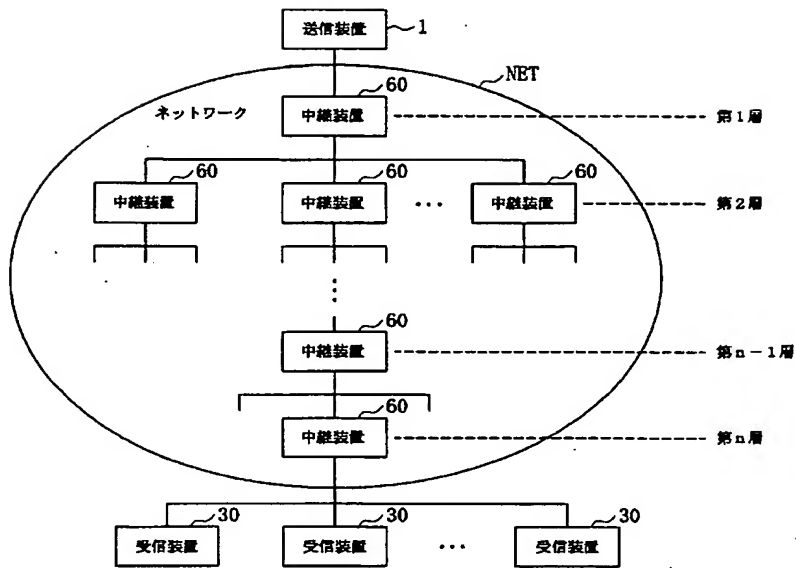 送信装置 1
NET
ネットワーク
60
中継装置
第1層
60 60 60
中継装置 中継装置 ... 中継装置
第2層
60
中継装置
第n-1層
60
中継装置
第n層
30 30 30
受信装置 受信装置 ... 受信装置